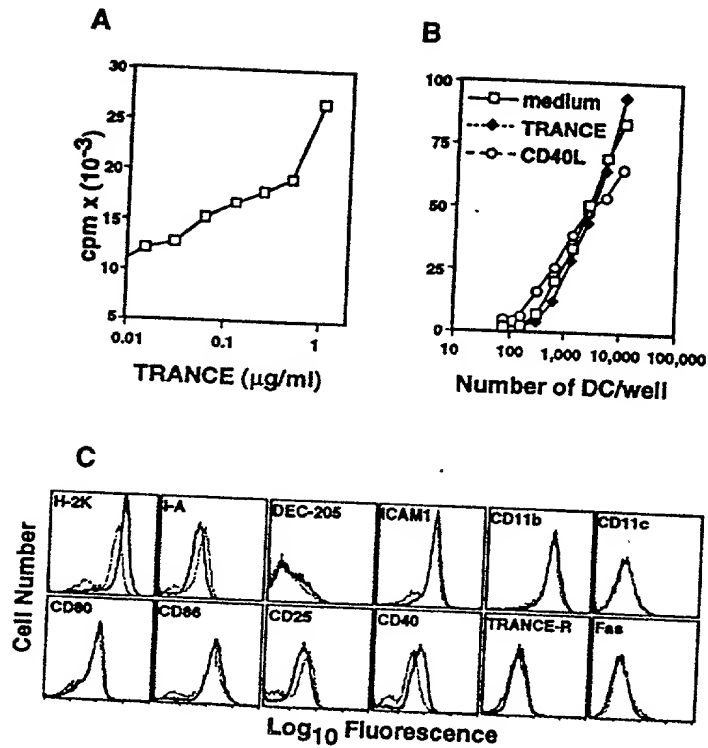 A
30
25
20
15
10
5
cpm x (10⁻³)
0.01
0.1
1
TRANCE (μg/ml)
B
100
75
50
25
0
medium
TRANCE
CD40L
10
100
1,000
10,000
100,000
Number of DC/well
C
Cell Number
H-2K
I-A
DEC-205
ICAM1
CD11b
CD11c
CD80
CD86
CD25
CD40
TRANCE-R
Fas
Log₁₀ Fluorescence